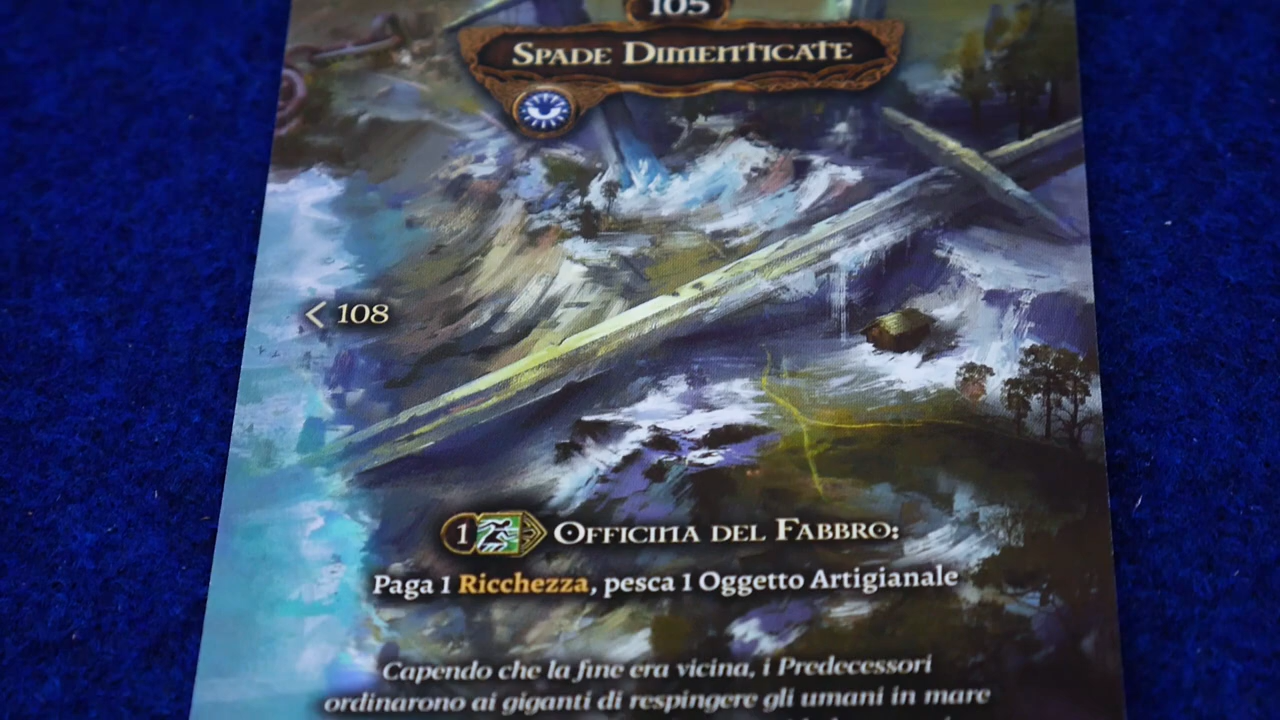 105
SPADE DIMENTICATE
< 108
1 OFFICINA DEL FABBRO:
Paga 1 Ricchezza, pesca 1 Oggetto Artigianale
Capendo che la fine era vicina, i Predecessori
ordinarono ai giganti di respingere gli umani in mare